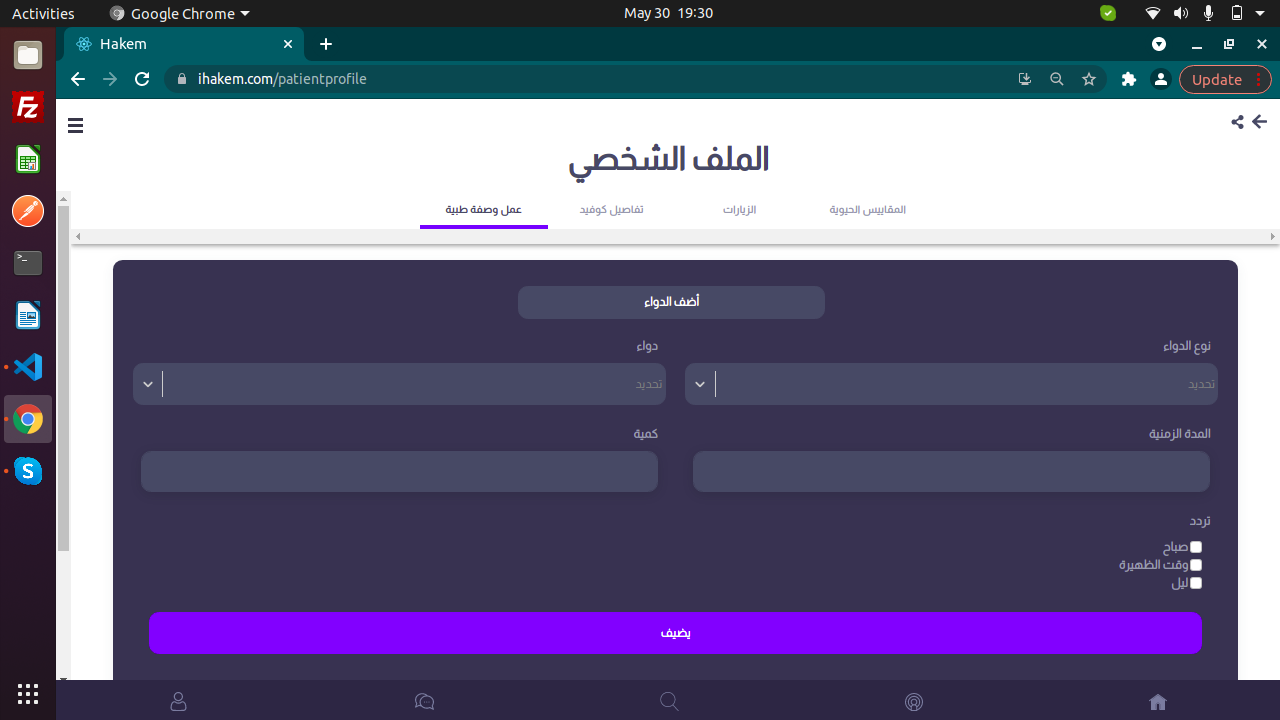 Activities
Google Chrome
May 30 19:30
Hakem
ihakem.com/patientprofile
Update
الملف الشخصي
المقاييس الحيوية
الزيارات
تفاصيل كوفيد
عمل وصفة طبية
أضف الدواء
نوع الدواء
دواء
تحديد
تحديد
المدة الزمنية
كمية
تردد
صباح
وقت الظهيرة
ليل
يضيف